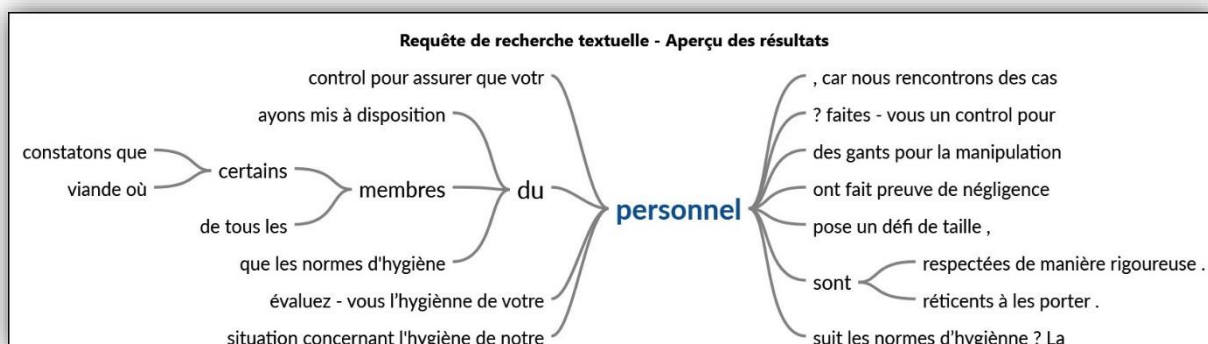 Requête de recherche textuelle - Aperçu des résultats
control pour assurer que votr
ayons mis à disposition
constatons que
viande où
certains
de tous les
membres
que les normes d'hygiène
du
évaluez - vous l’hygiènne de votre
situation concernant l'hygiène de notre
personnel
, car nous rencontrons des cas
? faites - vous un control pour
des gants pour la manipulation
ont fait preuve de négligence
pose un défi de taille ,
sont
respectées de manière rigoureuse .
réticents à les porter .
suit les normes d’hygiènne ? La